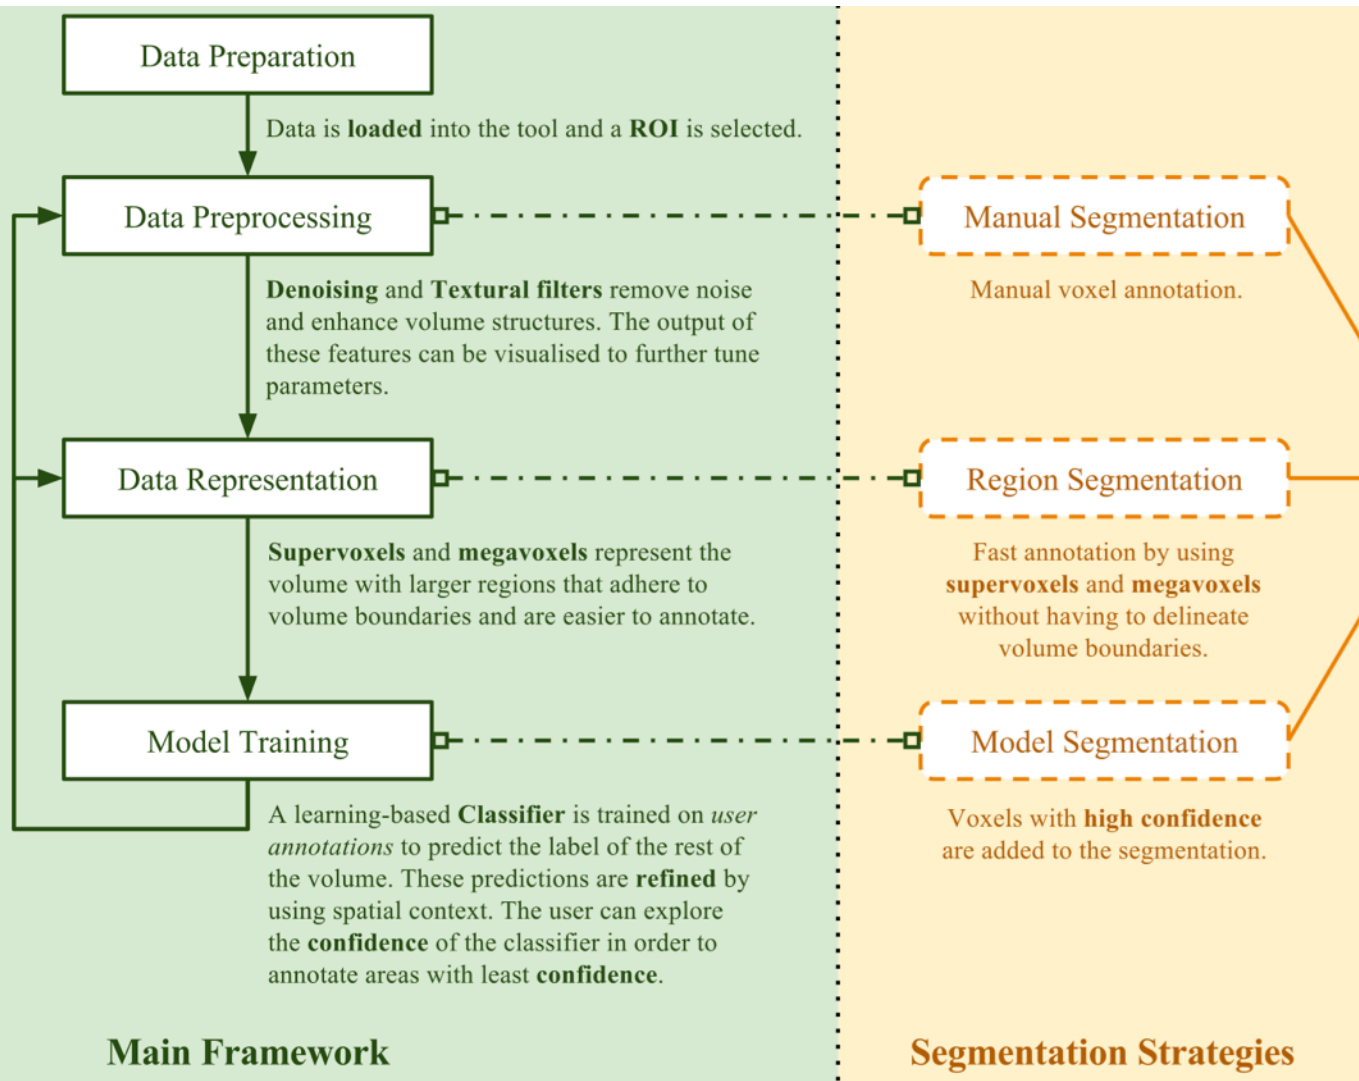 Data Preparation
Data is loaded into the tool and a ROI is selected.
Data Preprocessing
Denoising and Textural filters remove noise
and enhance volume structures. The output of
these features can be visualised to further tune
parameters.
Data Representation
Supervoxels and megavoxels represent the
volume with larger regions that adhere to
volume boundaries and are easier to annotate.
Model Training
A learning-based Classifier is trained on user
annotations to predict the label of the rest of
the volume. These predictions are refined by
using spatial context. The user can explore
the confidence of the classifier in order to
annotate areas with least confidence.
Main Framework
Manual Segmentation
Manual voxel annotation.
Region Segmentation
Fast annotation by using
supervoxels and megavoxels
without having to delineate
volume boundaries.
Model Segmentation
Voxels with high confidence
are added to the segmentation.
Segmentation Strategies